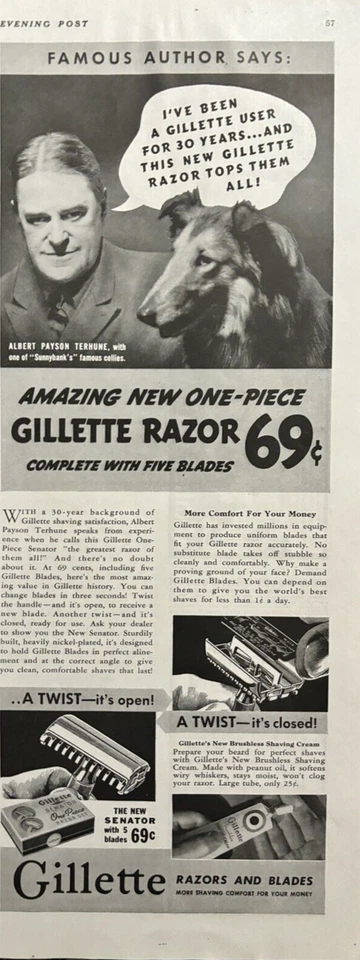 EVENING POST 57
FAMOUS AUTHOR SAYS:
I'VE BEEN
A GILLETTE USER
FOR 30 YEARS...AND
THIS NEW GILLETTE
RAZOR TOPS THEM
ALL!
ALBERT PAYSON TERHUNE, with
one of "Sunnybank's" famous collies.
AMAZING NEW ONE-PIECE
GILLETTE RAZOR 69¢
COMPLETE WITH FIVE BLADES
WITH a 30-year background of
Gillette shaving satisfaction, Albert
Payson Terhune speaks from experi-
ence when he calls this Gillette One-
Piece Senator "the greatest razor of
them all!" And there's no doubt
about it. At 69 cents, including five
Gillette Blades, here's the most amaz-
ing value in Gillette history. You can
change blades in three seconds! Twist
the handle—and it's open, to receive a
new blade. Another twist—and it's
closed, ready for use. Ask your dealer
to show you the New Senator. Sturdily
built, heavily nickel-plated, it's designed
to hold Gillette Blades in perfect aline-
ment and at the correct angle to give
you clean, comfortable shaves that last!
More Comfort For Your Money
Gillette has invested millions in equip-
ment to produce uniform blades that
fit your Gillette razor accurately. No
substitute blade takes off stubble so
cleanly and comfortably. Why make a
proving ground of your face? Demand
Gillette Blades. You can depend on
them to give you the world's best
shaves for less than 1¢ a day.
..A TWIST—it's open!
A TWIST—it's closed!
Gillette's New Brushless Shaving Cream
Prepare your beard for perfect shaves
with Gillette's New Brushless Shaving
Cream. Made with peanut oil, it softens
wiry whiskers, stays moist, won't clog
your razor. Large tube, only 25¢.
Gillette
SENATOR
One-Piece
RAZOR SET
THE NEW
SENATOR
with 5
blades 69¢
Gillette
Gillette RAZORS AND BLADES
MORE SHAVING COMFORT FOR YOUR MONEY